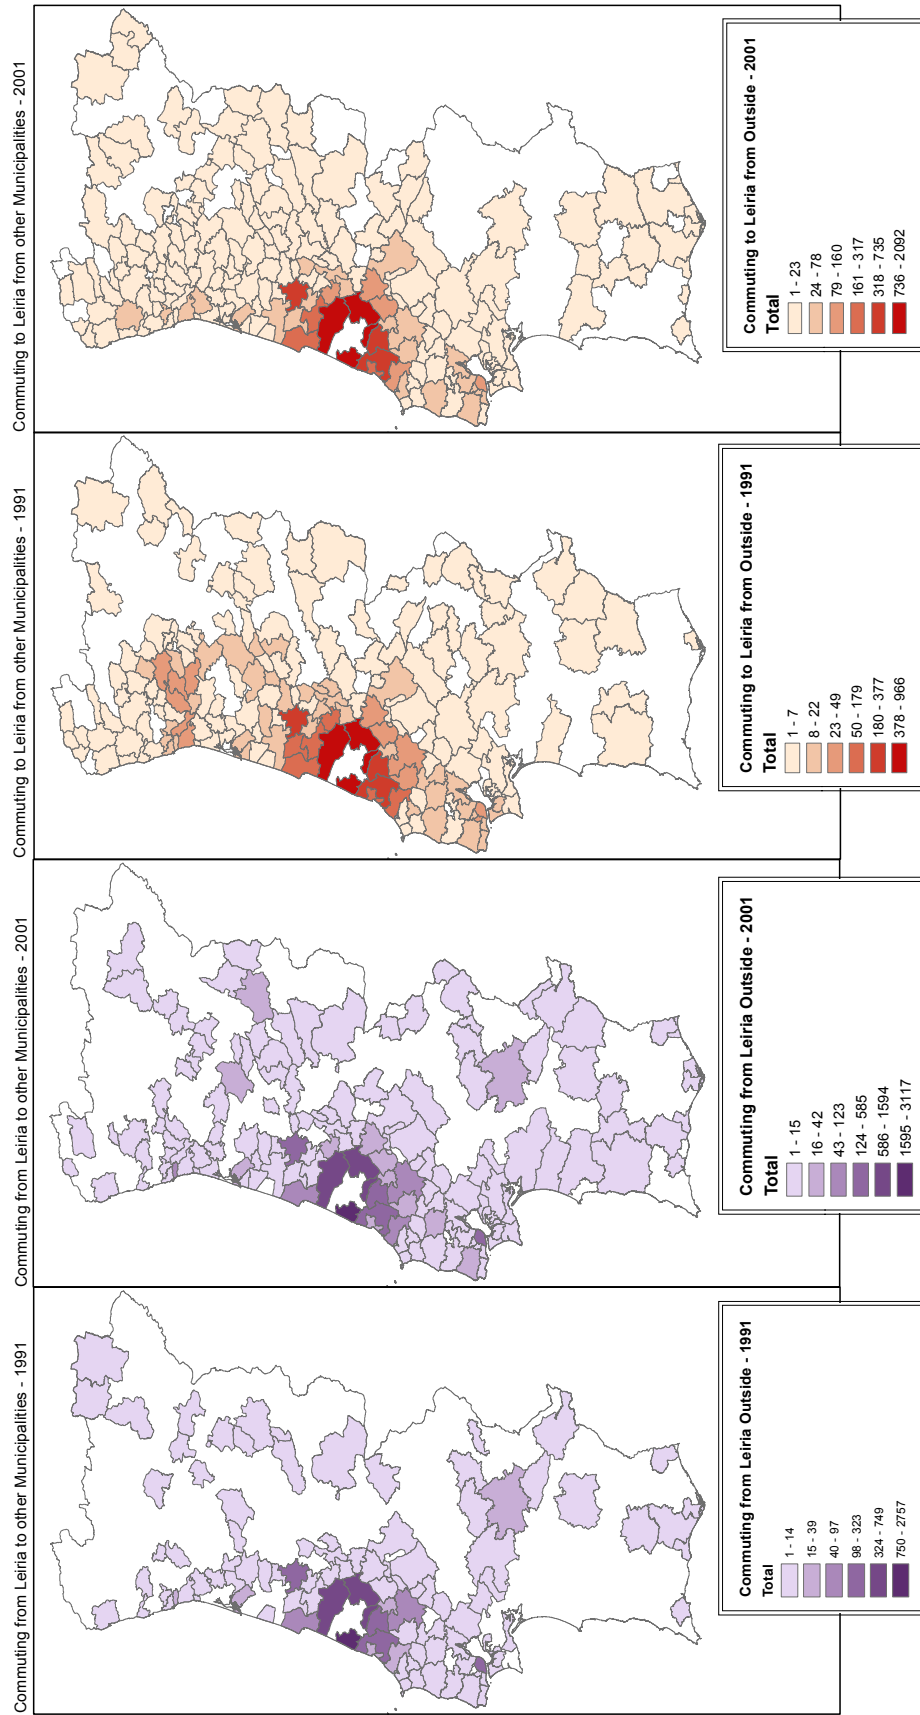 Commuting from Leiria to other Municipalities - 1991
Commuting from Leiria Outside - 1991
Total
1 - 14
15 - 39
40 - 97
98 - 323
324 - 749
750 - 2757
Commuting from Leiria to other Municipalities - 2001
Commuting from Leiria Outside - 2001
Total
1 - 15
16 - 42
43 - 123
124 - 585
586 - 1594
1595 - 3117
Commuting to Leiria from other Municipalities - 1991
Commuting to Leiria from Outside - 1991
Total
1 - 7
8 - 22
23 - 49
50 - 179
180 - 377
378 - 966
Commuting to Leiria from other Municipalities - 2001
Commuting to Leiria from Outside - 2001
Total
1 - 23
24 - 78
79 - 160
161 - 317
318 - 735
736 - 2092